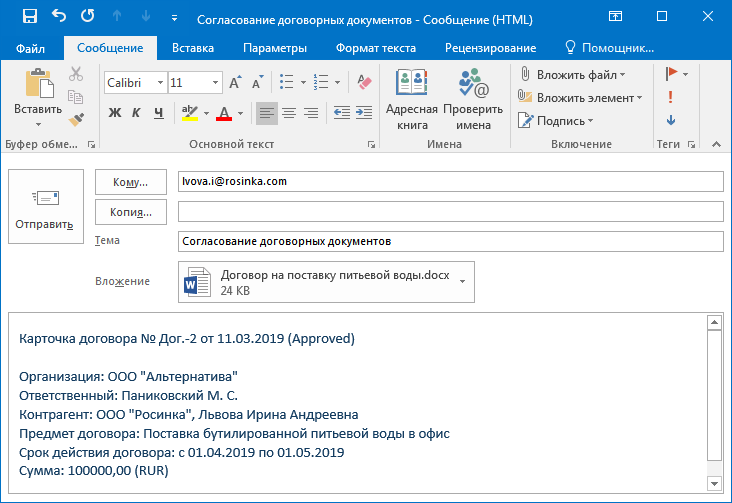 Согласование договорных документов - Сообщение (HTML)
Файл Сообщение Вставка Параметры Формат текста Рецензирование Помощник...
Вставить
Буфер обме...
Calibri 11
Ж К Ч ab A
Основной текст
Адресная книга
Проверить имена
Имена
Вложить файл
Вложить элемент
Подпись
Включение
Теги
Отправить
Кому... lvova.i@rosinka.com
Копия...
Тема Согласование договорных документов
Вложение Договор на поставку питьевой воды.docx
24 KB
Карточка договора № Дог.-2 от 11.03.2019 (Approved)
Организация: ООО "Альтернатива"
Ответственный: Паниковский М. С.
Контрагент: ООО "Росинка", Львова Ирина Андреевна
Предмет договора: Поставка бутилированной питьевой воды в офис
Срок действия договора: с 01.04.2019 по 01.05.2019
Сумма: 100000,00 (RUR)